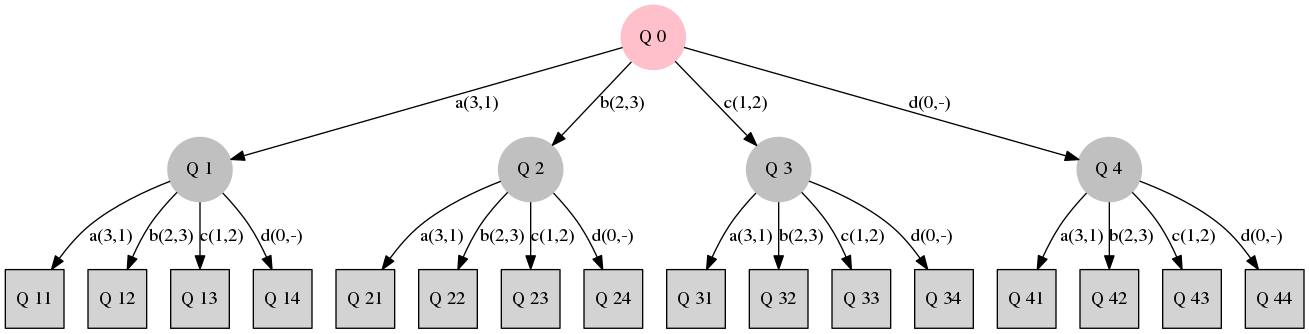 Q 0
a(3,1)
b(2,3)
c(1,2)
d(0,-)
Q 1
Q 2
Q 3
Q 4
a(3,1)
b(2,3)
c(1,2)
d(0,-)
a(3,1)
b(2,3)
c(1,2)
d(0,-)
a(3,1)
b(2,3)
c(1,2)
d(0,-)
a(3,1)
b(2,3)
c(1,2)
d(0,-)
Q 11
Q 12
Q 13
Q 14
Q 21
Q 22
Q 23
Q 24
Q 31
Q 32
Q 33
Q 34
Q 41
Q 42
Q 43
Q 44